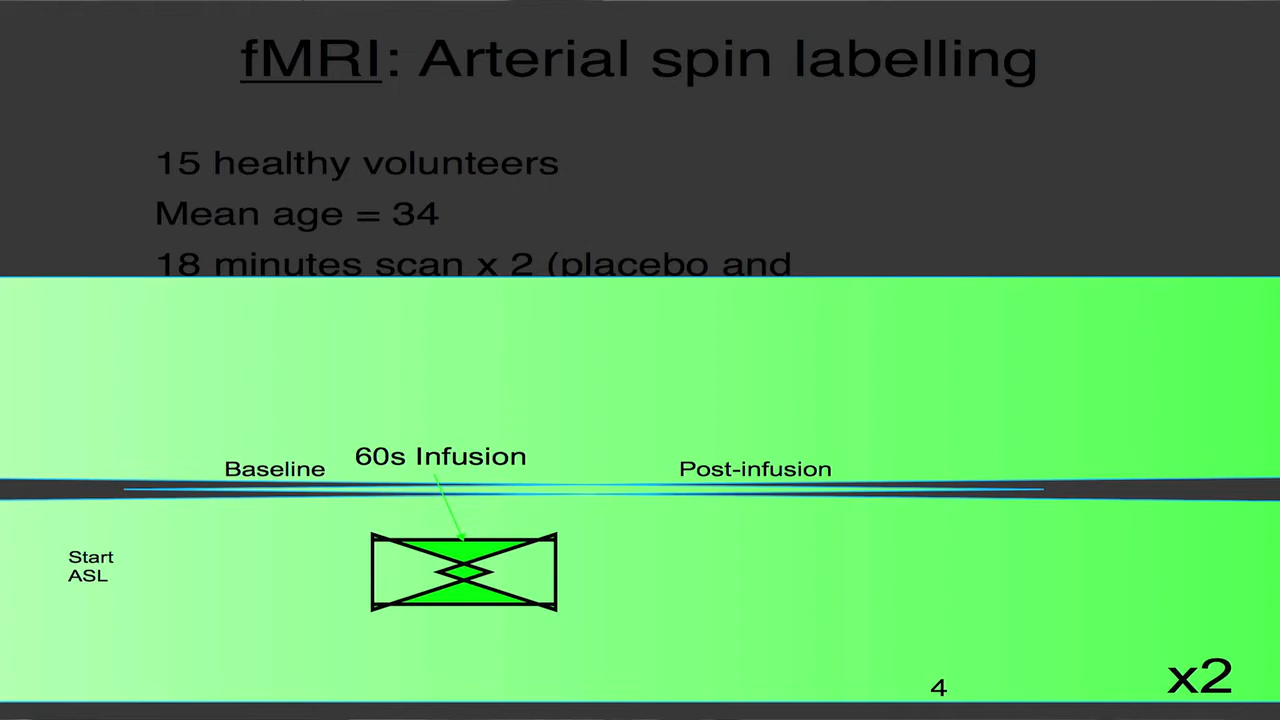 fMRI: Arterial spin labelling
15 healthy volunteers
Mean age = 34
18 minutes scan x 2 (placebo and
60s Infusion
Baseline
Post-infusion
Start
ASL
4
x2